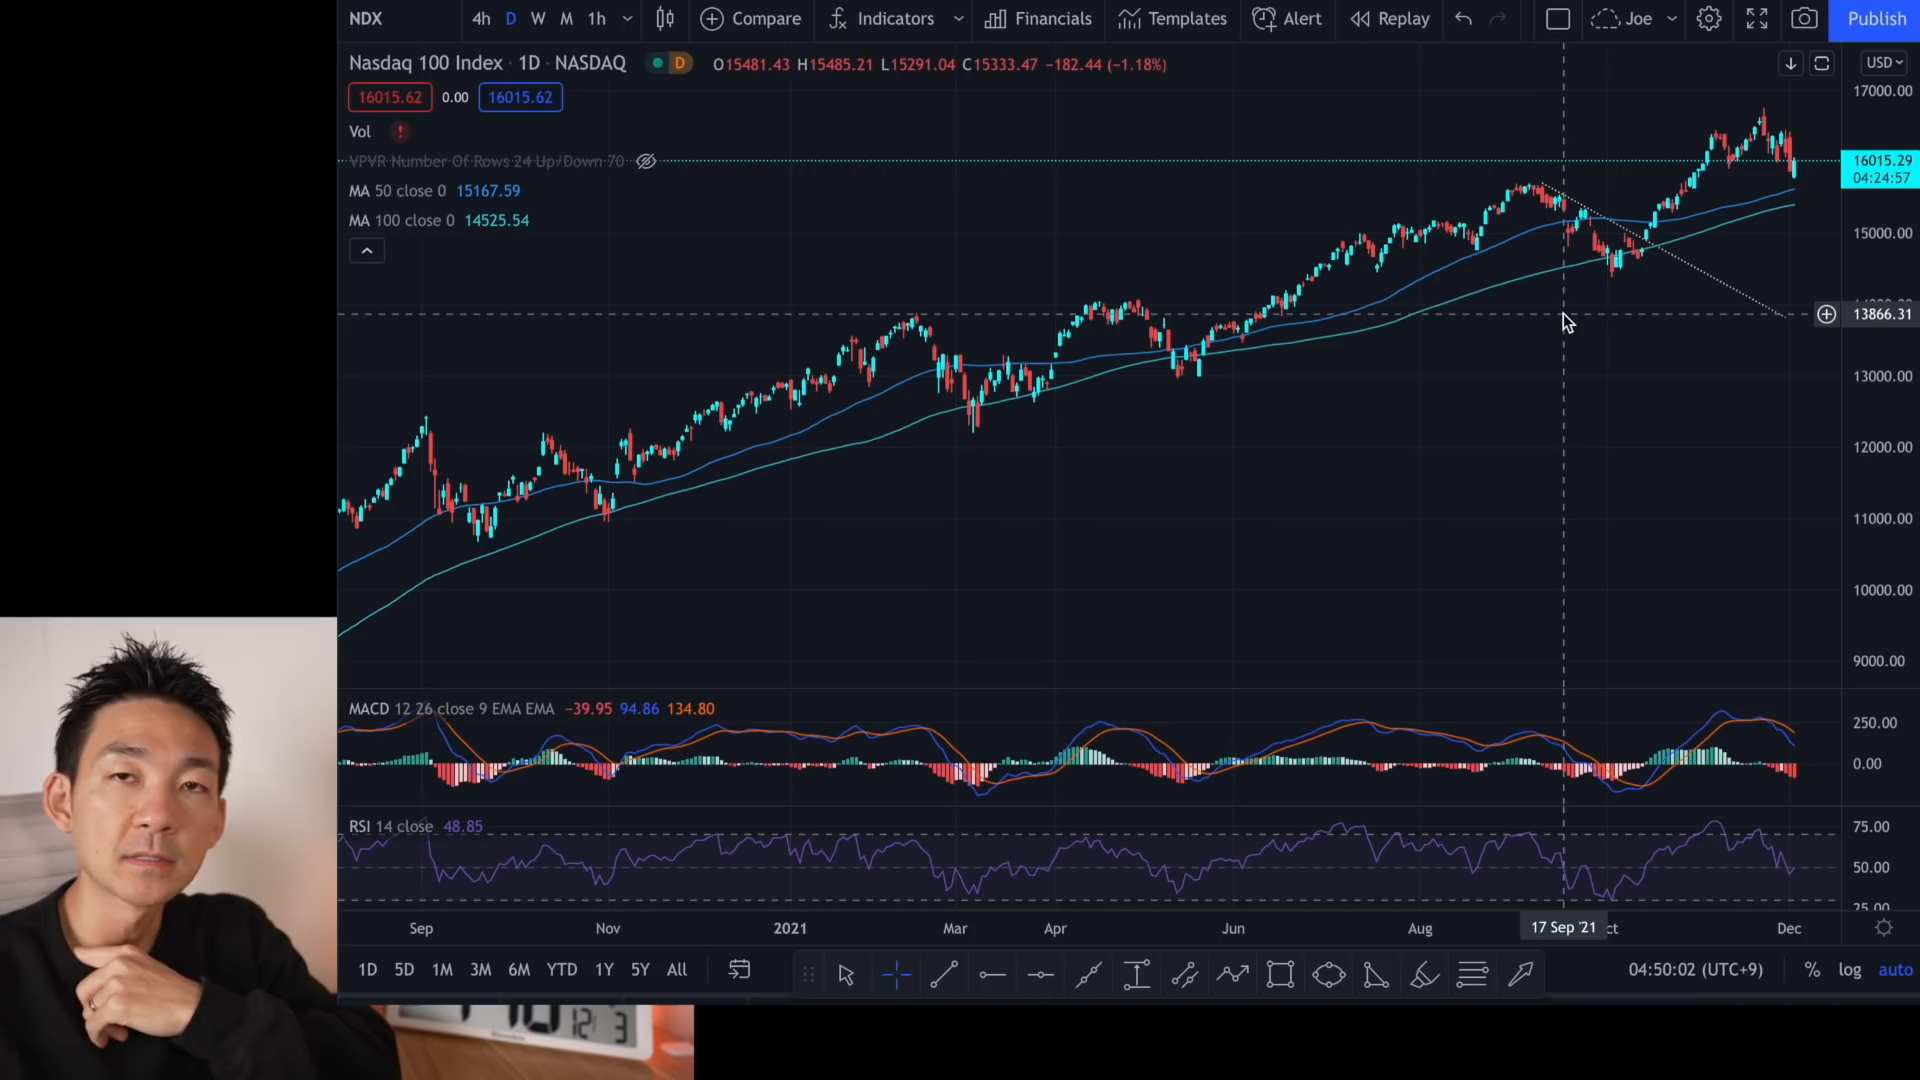 NDX 4h D W M 1h Compare Indicators Financials Templates Alert Replay Joe Publish
Nasdaq 100 Index · 1D · NASDAQ D O15481.43 H15485.21 L15291.04 C15333.47 −182.44 (−1.18%) USD
16015.62 0.00 16015.62
Vol !
VPVR Number Of Rows 24 Up/Down 70
MA 50 close 0 15167.59
MA 100 close 0 14525.54
17000.00
16015.29
04:24:57
15000.00
13866.31
13000.00
12000.00
11000.00
10000.00
9000.00
MACD 12 26 close 9 EMA EMA −39.95 94.86 134.80
250.00
0.00
RSI 14 close 48.85
75.00
50.00
25.00
Sep Nov 2021 Mar Apr Jun Aug 17 Sep '21 ct Dec
1D 5D 1M 3M 6M YTD 1Y 5Y All 04:50:02 (UTC+9) % log auto
12/ 3